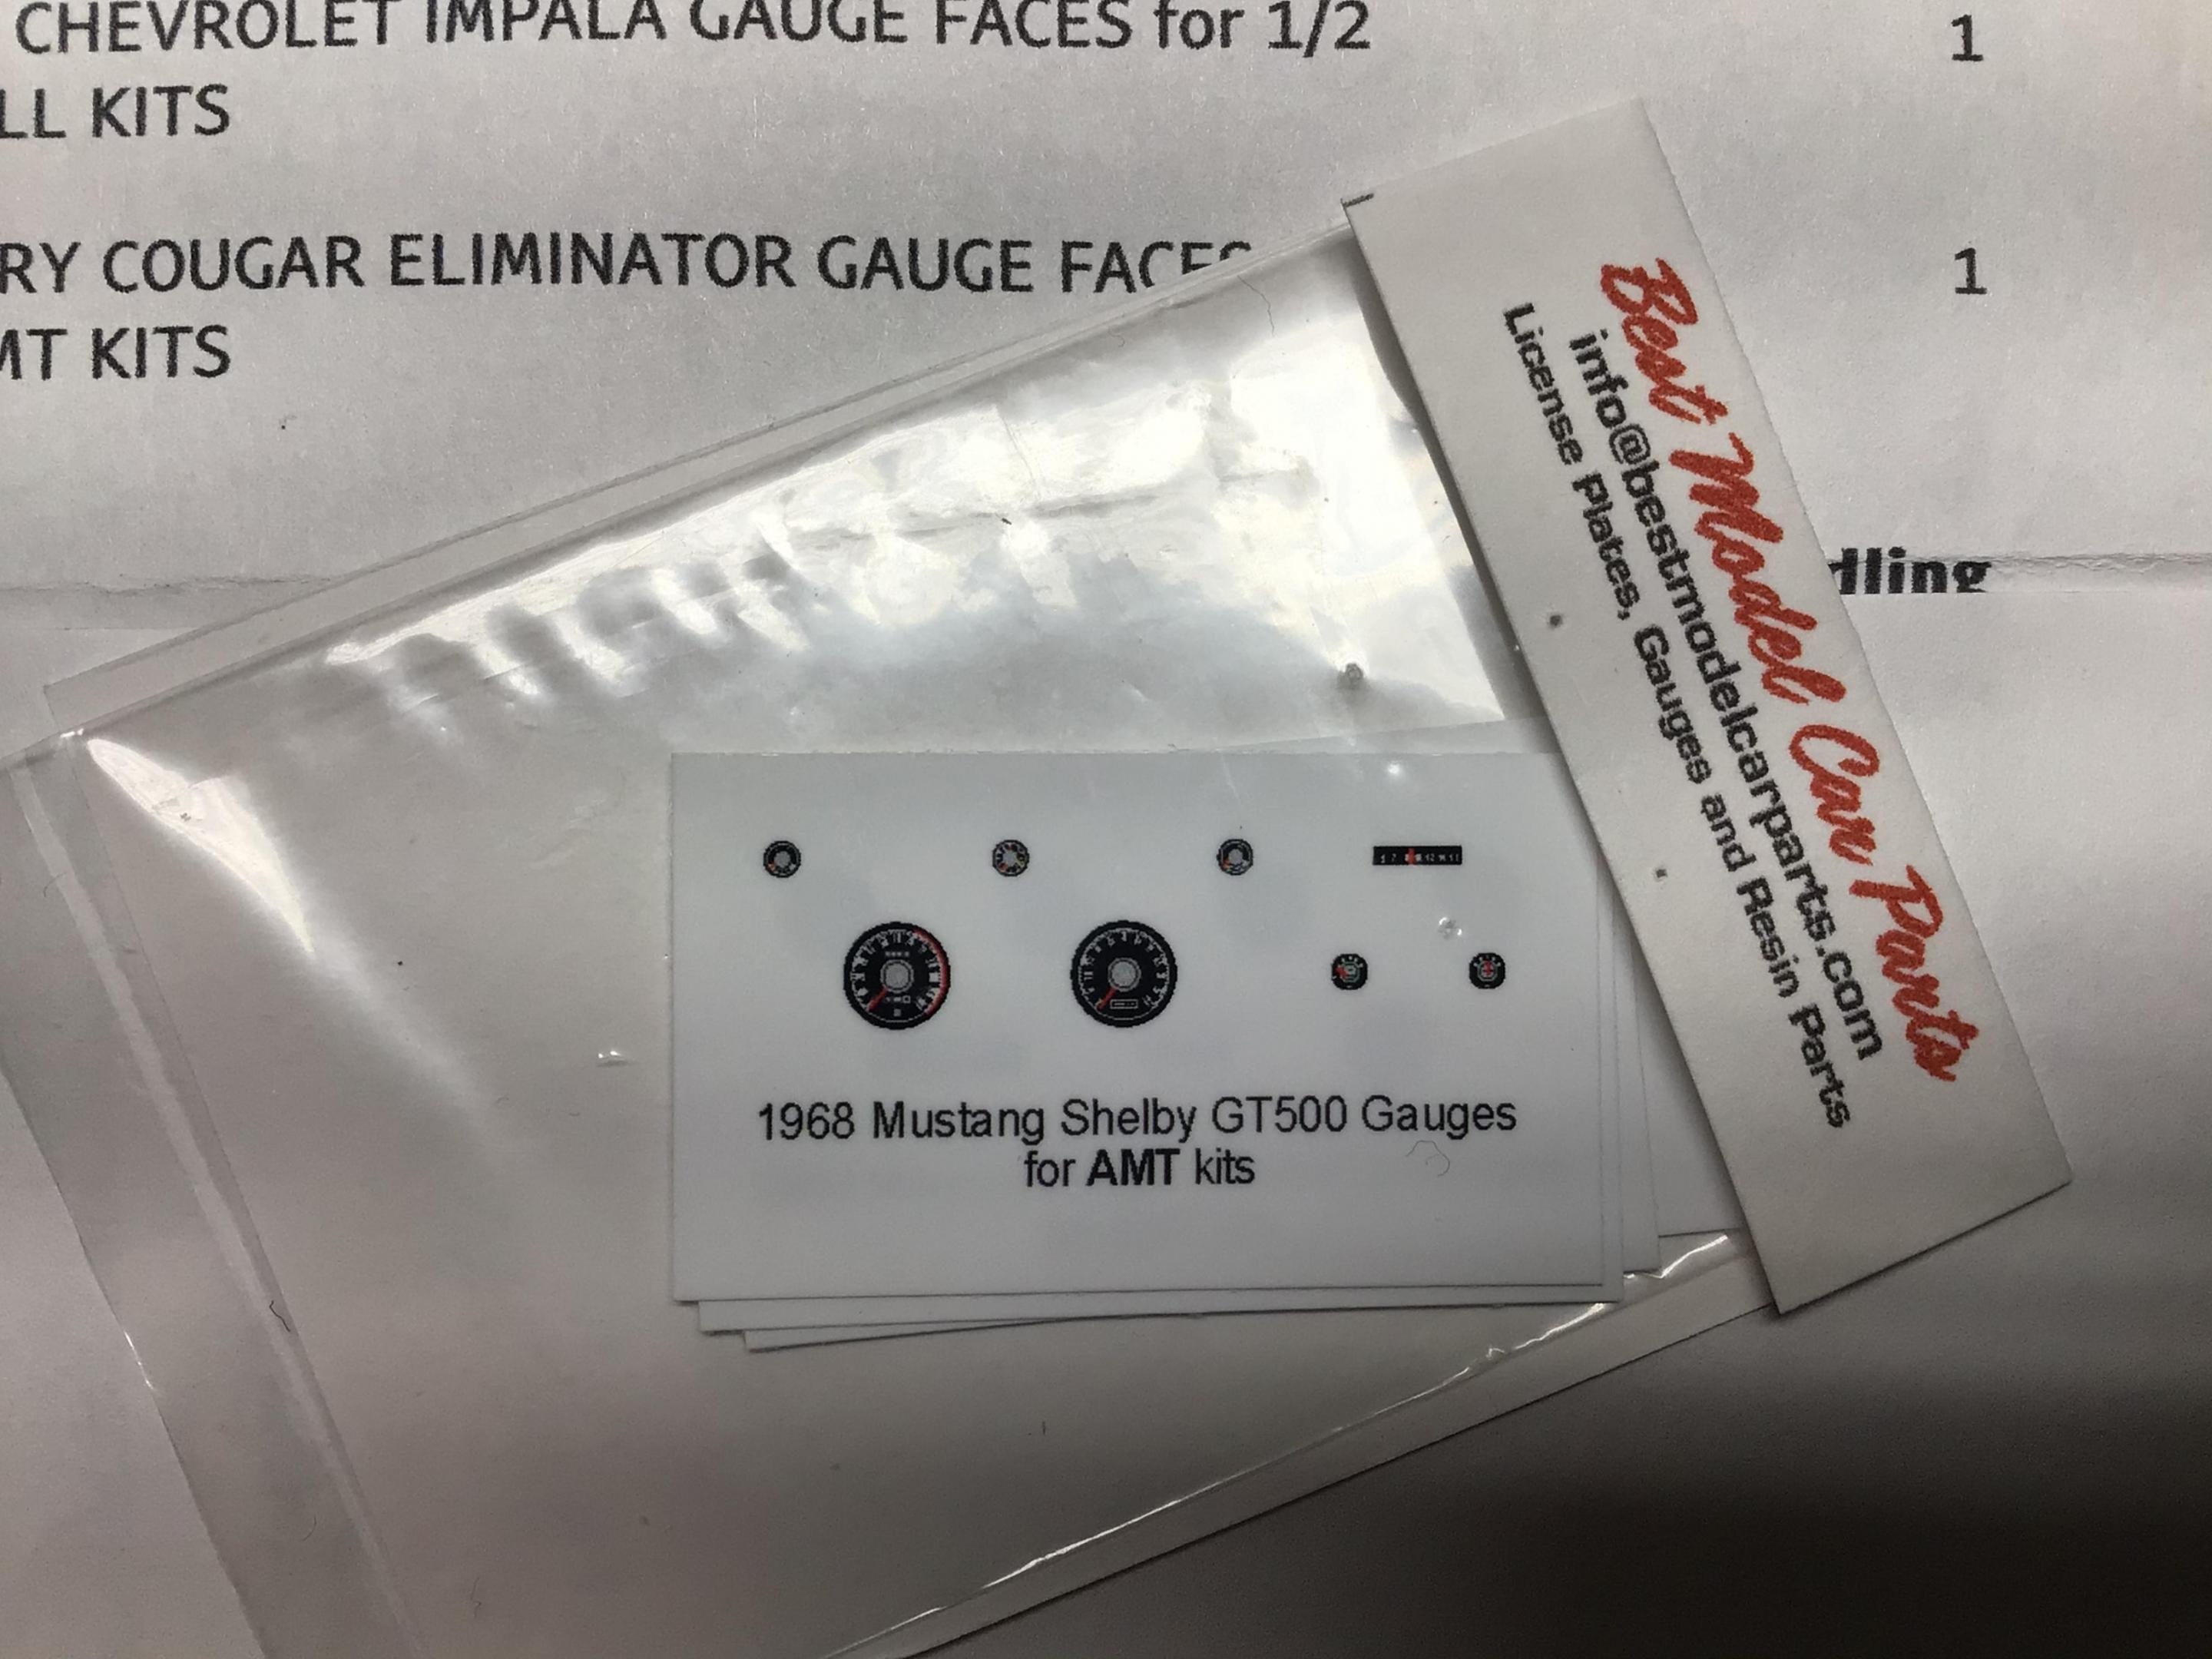 CHEVROLET IMPALA GAUGE FACES for 1/2 1
LL KITS
RY COUGAR ELIMINATOR GAUGE FACES 1
MT KITS
dling
Best Model Car Parts
info@bestmodelcarparts.com
License Plates, Gauges and Resin Parts
1968 Mustang Shelby GT500 Gauges
for AMT kits